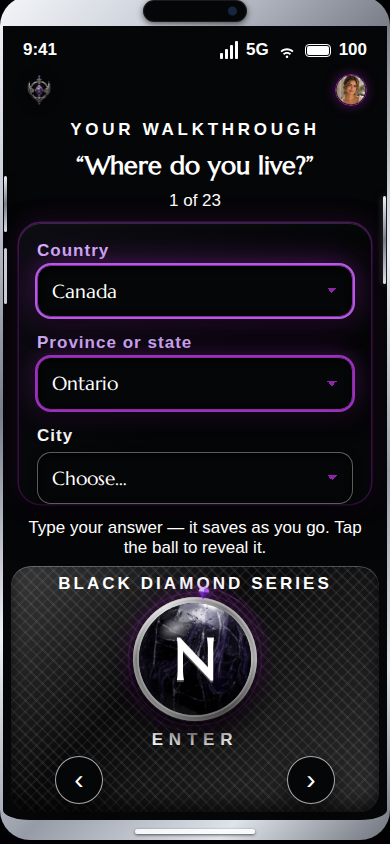 9:41
5G
100
YOUR WALKTHROUGH
“Where do you live?”
1 of 23
Country
Canada
Province or state
Ontario
City
Choose...
Type your answer — it saves as you go. Tap
the ball to reveal it.
BLACK DIAMOND SERIES
N
ENTER
‹ ›